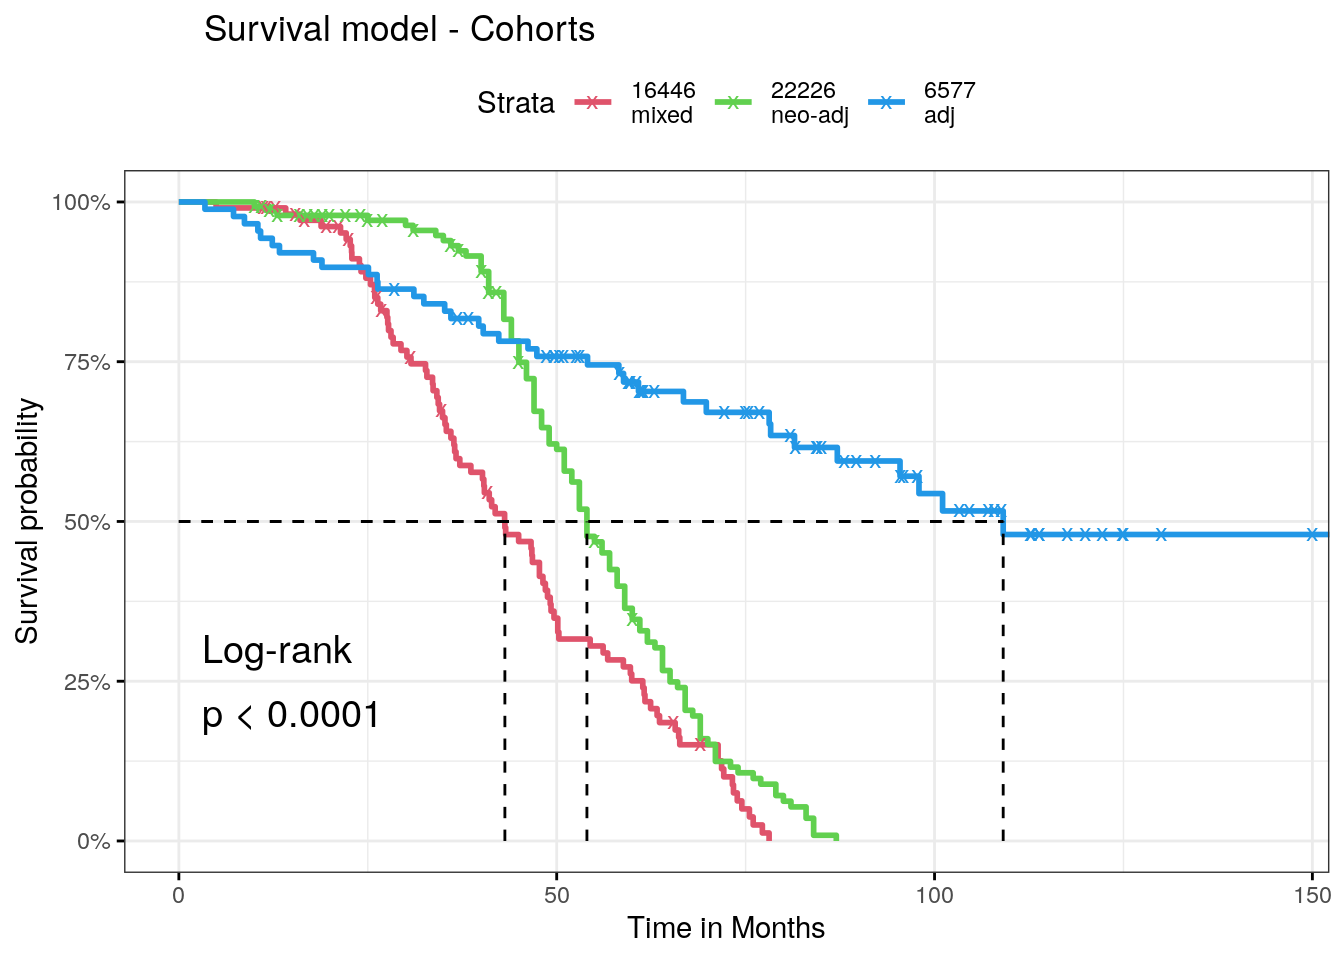 Survival model - Cohorts
Strata
16446
mixed
22226
neo-adj
6577
adj
100%
75%
50%
25%
0%
Survival probability
Log-rank
p < 0.0001
0
50
100
150
Time in Months